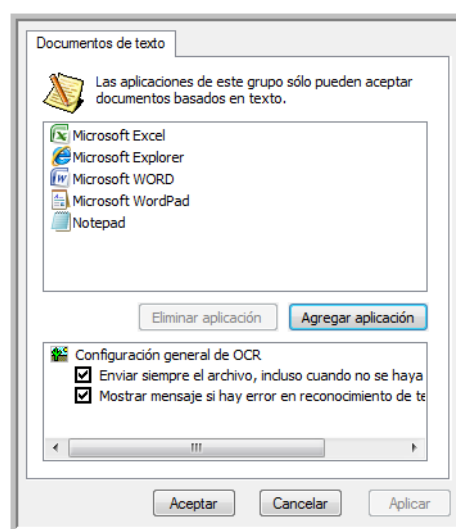 Documentos de texto
Las aplicaciones de este grupo sólo pueden aceptar
documentos basados en texto.
Microsoft Excel
Microsoft Explorer
Microsoft WORD
Microsoft WordPad
Notepad
Eliminar aplicación Agregar aplicación
Configuración general de OCR
Enviar siempre el archivo, incluso cuando no se haya
Mostrar mensaje si hay error en reconocimiento de te
Aceptar Cancelar Aplicar